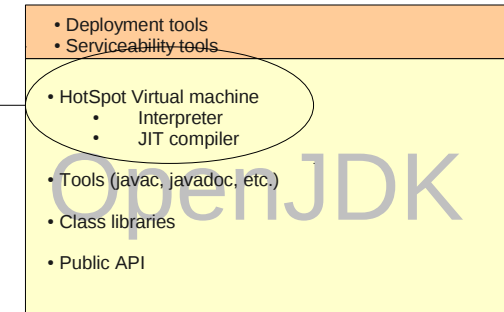 • Deployment tools
• Serviceability tools
• HotSpot Virtual machine
• Interpreter
• JIT compiler
OpenJDK
• Tools (javac, javadoc, etc.)
• Class libraries
• Public API